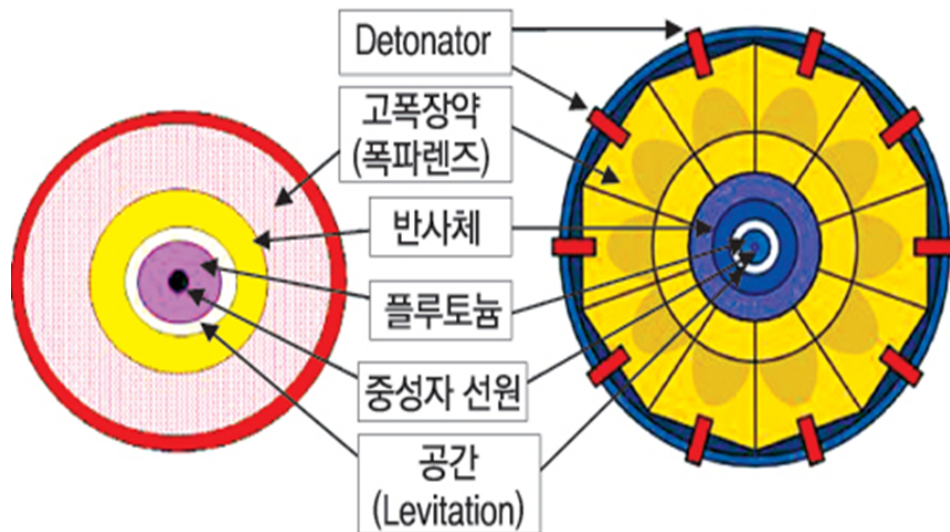 Detonator
고폭장약
(폭파렌즈)
반사체
플루토늄
중성자 선원
공간
(Levitation)